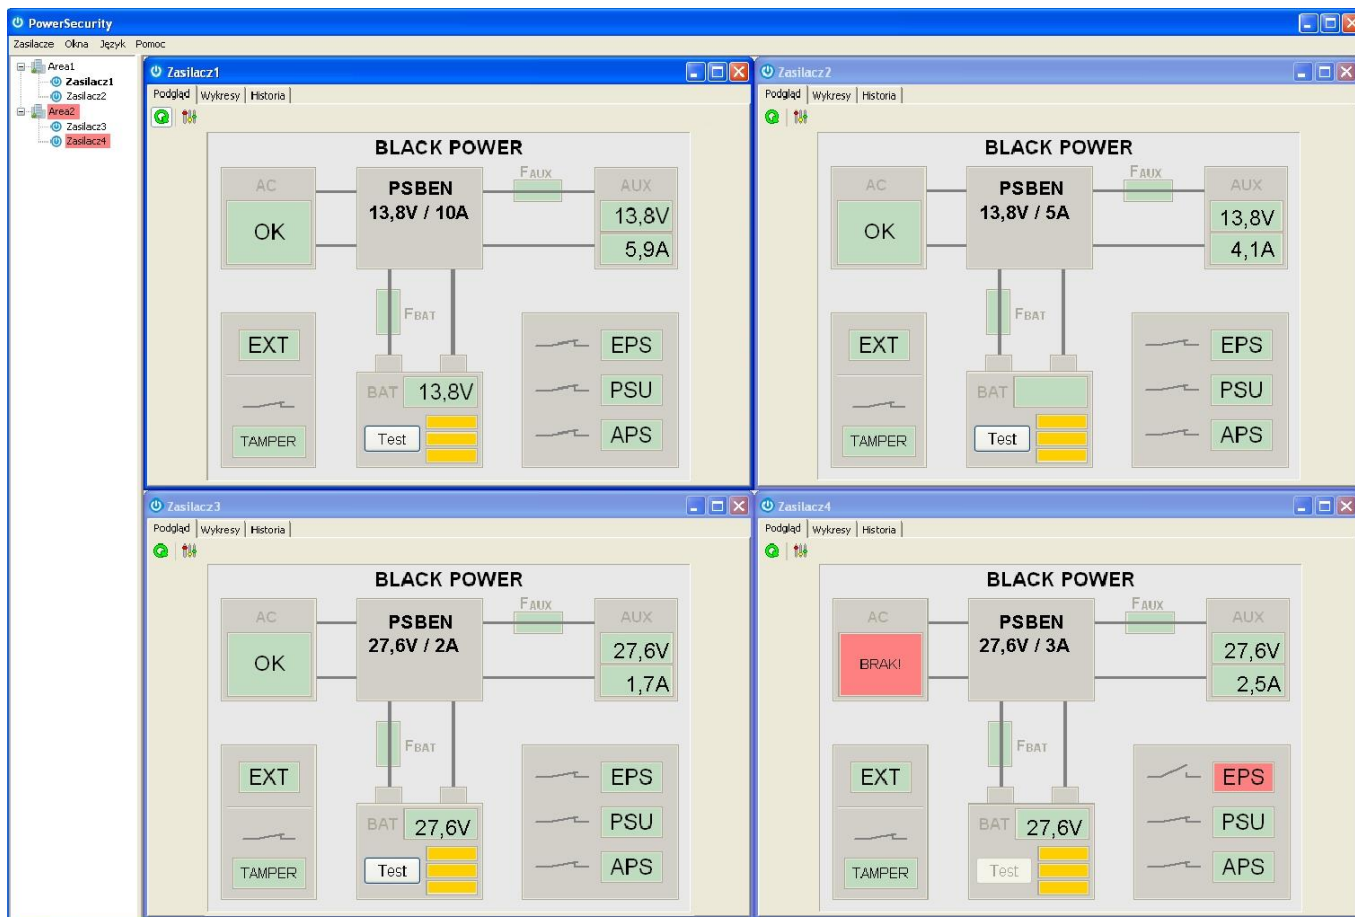 PowerSecurity
Zasilacze Okna Język Pomoc
Area1
Zasilacz1
Zasilacz2
Area2
Zasilacz3
Zasilacz4
Zasilacz1
Podgląd Wykresy Historia
BLACK POWER
AC
OK
PSBEN
13,8V / 10A
FAUX
AUX
13,8V
5,9A
FBAT
EXT
TAMPER
BAT 13,8V
Test
EPS
PSU
APS
Zasilacz2
Podgląd Wykresy Historia
BLACK POWER
AC
OK
PSBEN
13,8V / 5A
FAUX
AUX
13,8V
4,1A
FBAT
EXT
TAMPER
BAT
Test
EPS
PSU
APS
Zasilacz3
Podgląd Wykresy Historia
BLACK POWER
AC
OK
PSBEN
27,6V / 2A
FAUX
AUX
27,6V
1,7A
FBAT
EXT
TAMPER
BAT 27,6V
Test
EPS
PSU
APS
Zasilacz4
Podgląd Wykresy Historia
BLACK POWER
AC
BRAK!
PSBEN
27,6V / 3A
FAUX
AUX
27,6V
2,5A
FBAT
EXT
TAMPER
BAT 27,6V
Test
EPS
PSU
APS